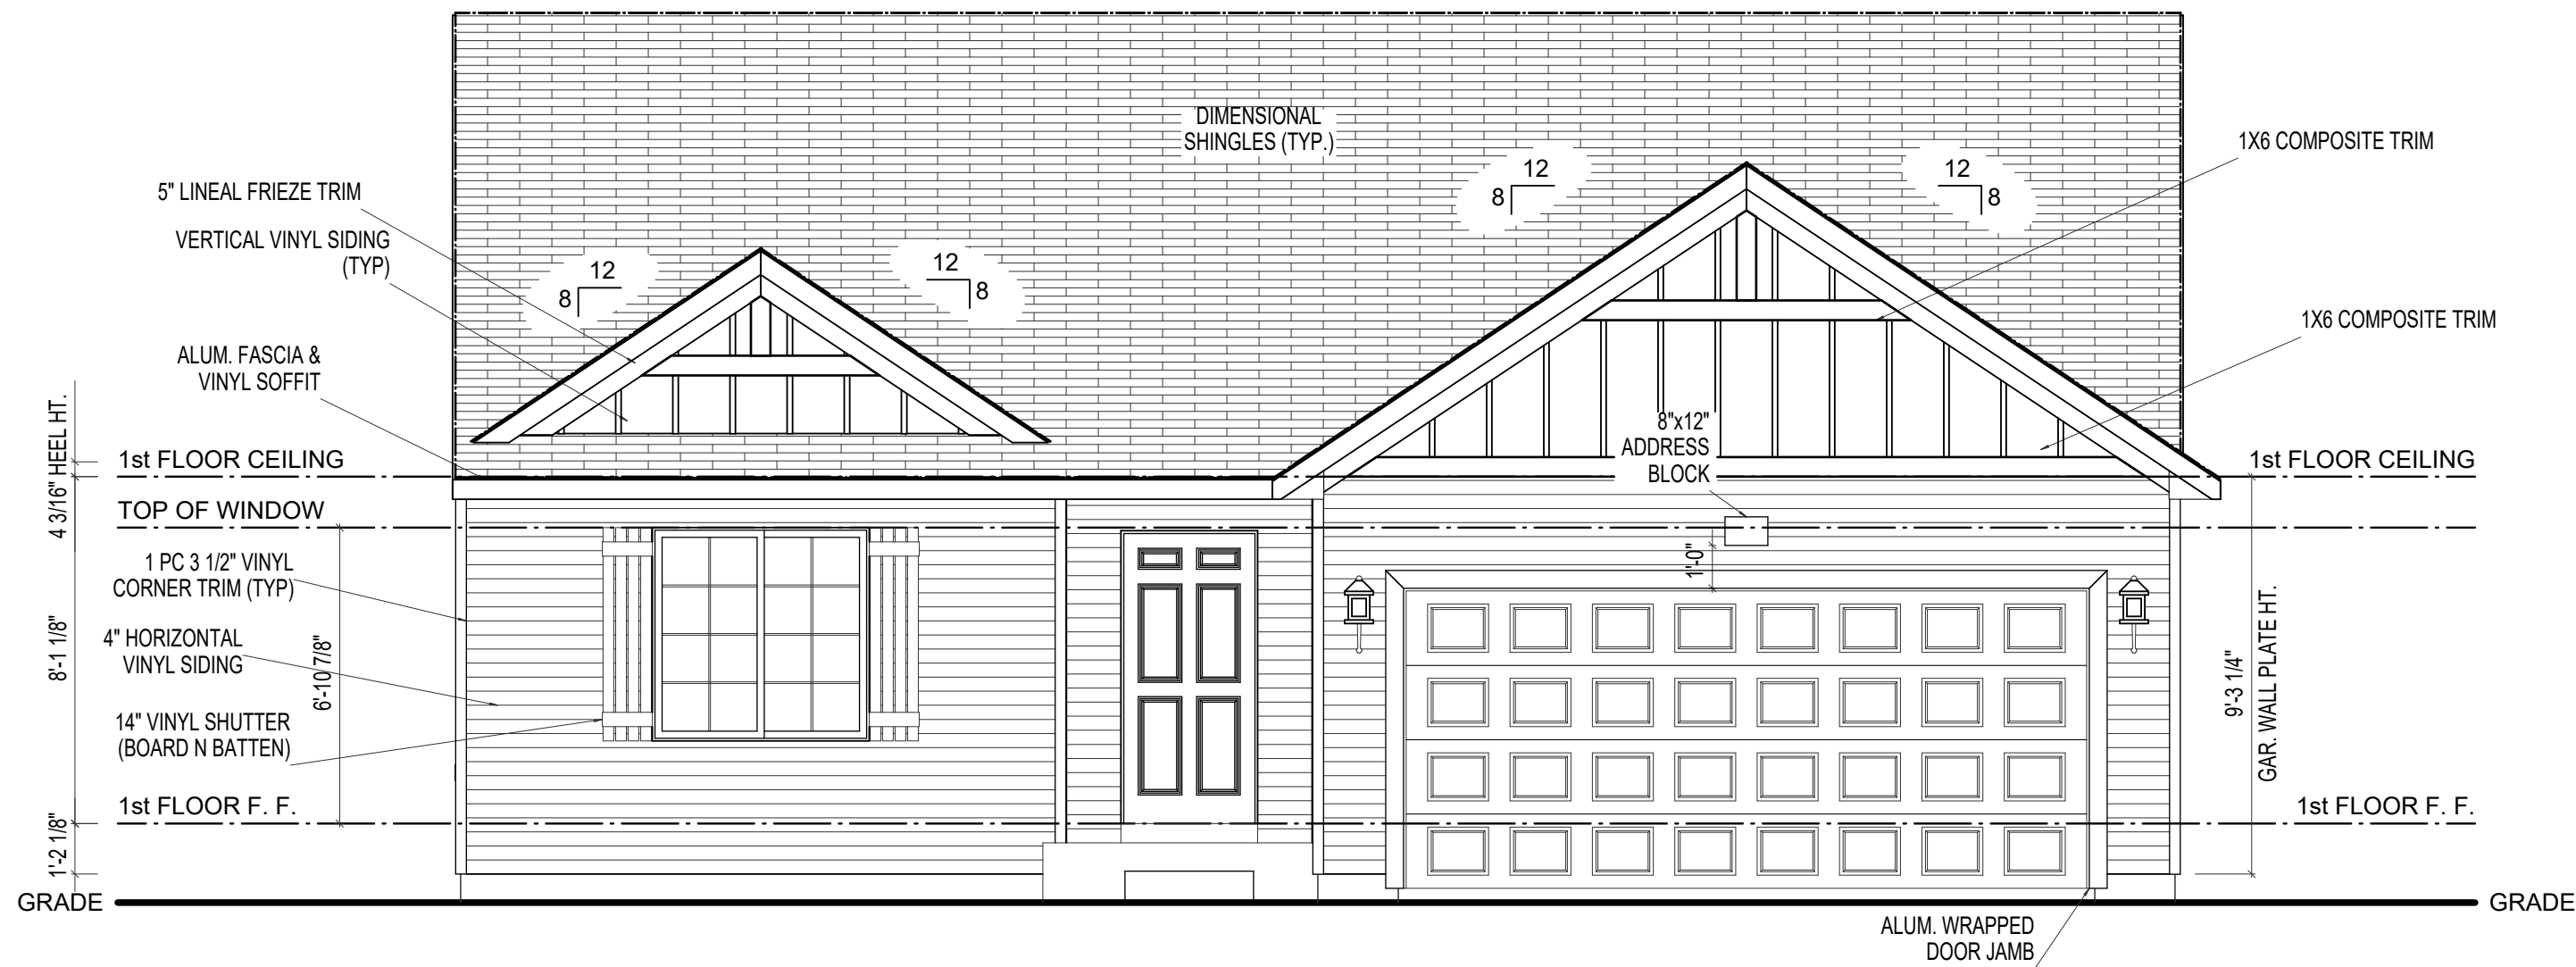 DIMENSIONAL
SHINGLES (TYP.)
1X6 COMPOSITE TRIM
12
8
12
8
5" LINEAL FRIEZE TRIM
VERTICAL VINYL SIDING
(TYP)
12
8
12
8
1X6 COMPOSITE TRIM
ALUM. FASCIA &
VINYL SOFFIT
8"x12"
ADDRESS
BLOCK
4 3/16" HEEL HT.
1st FLOOR CEILING
1st FLOOR CEILING
TOP OF WINDOW
1 PC 3 1/2" VINYL
CORNER TRIM (TYP)
1'-0"
4" HORIZONTAL
VINYL SIDING
8'-1 1/8"
6'-10 7/8"
9'-3 1/4"
GAR. WALL PLATE HT.
14" VINYL SHUTTER
(BOARD N BATTEN)
1st FLOOR F. F.
1st FLOOR F. F.
1'-2 1/8"
GRADE
GRADE
ALUM. WRAPPED
DOOR JAMB